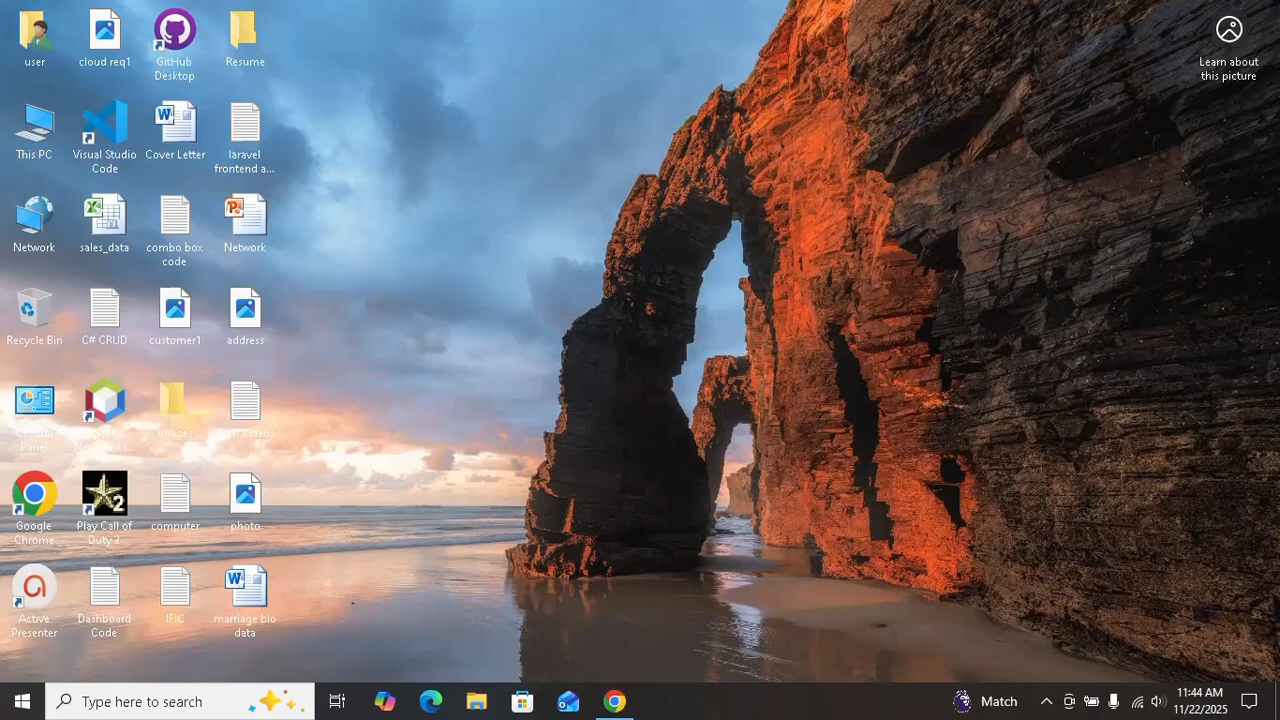 user
cloud req1
GitHub
Desktop
Resume
Learn about
this picture
This PC
Visual Studio
Code
Cover Letter
laravel
frontend a...
Network
sales_data
combo box
code
Network
Recycle Bin
C# CRUD
customer1
address
Control
Panel
images
videos
Google
Chrome
Play Call of
Duty 2
2
computer
photo
Active
Presenter
Dashboard
Code
IFIC
marriage bio
data
Type here to search
Match
11:44 AM
11/22/2025